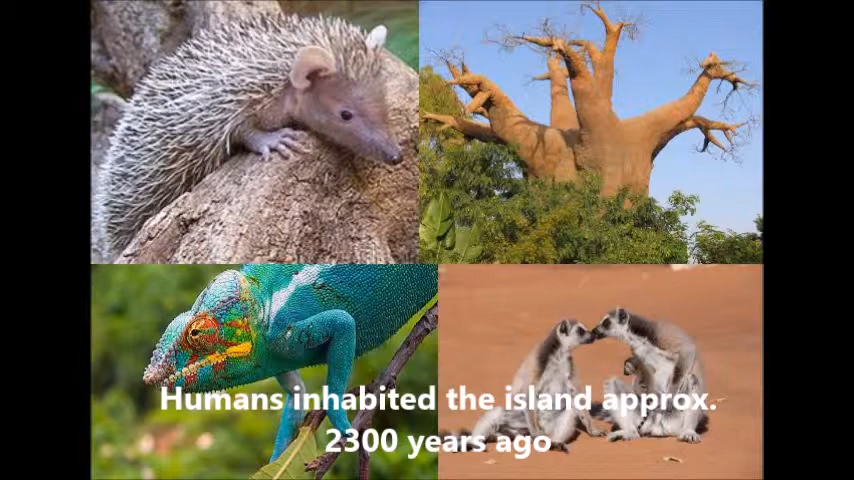 Humans inhabited the island approx.
2300 years ago